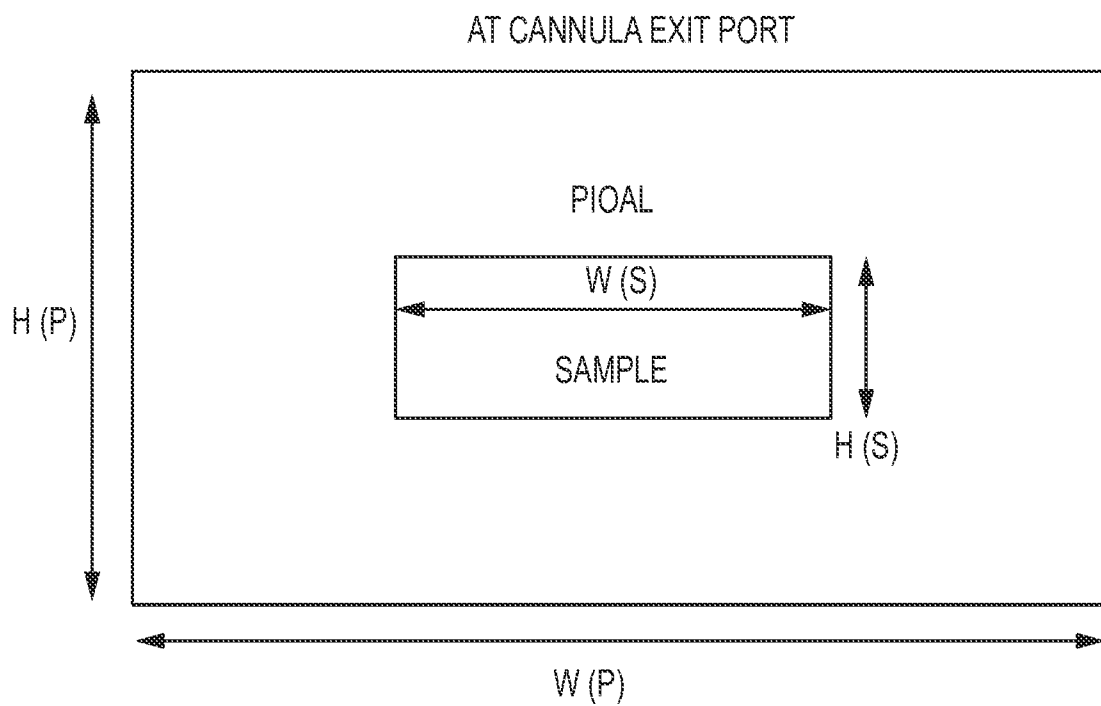 AT CANNULA EXIT PORT
PIOAL
W (S)
H (P)
SAMPLE
H (S)
W (P)